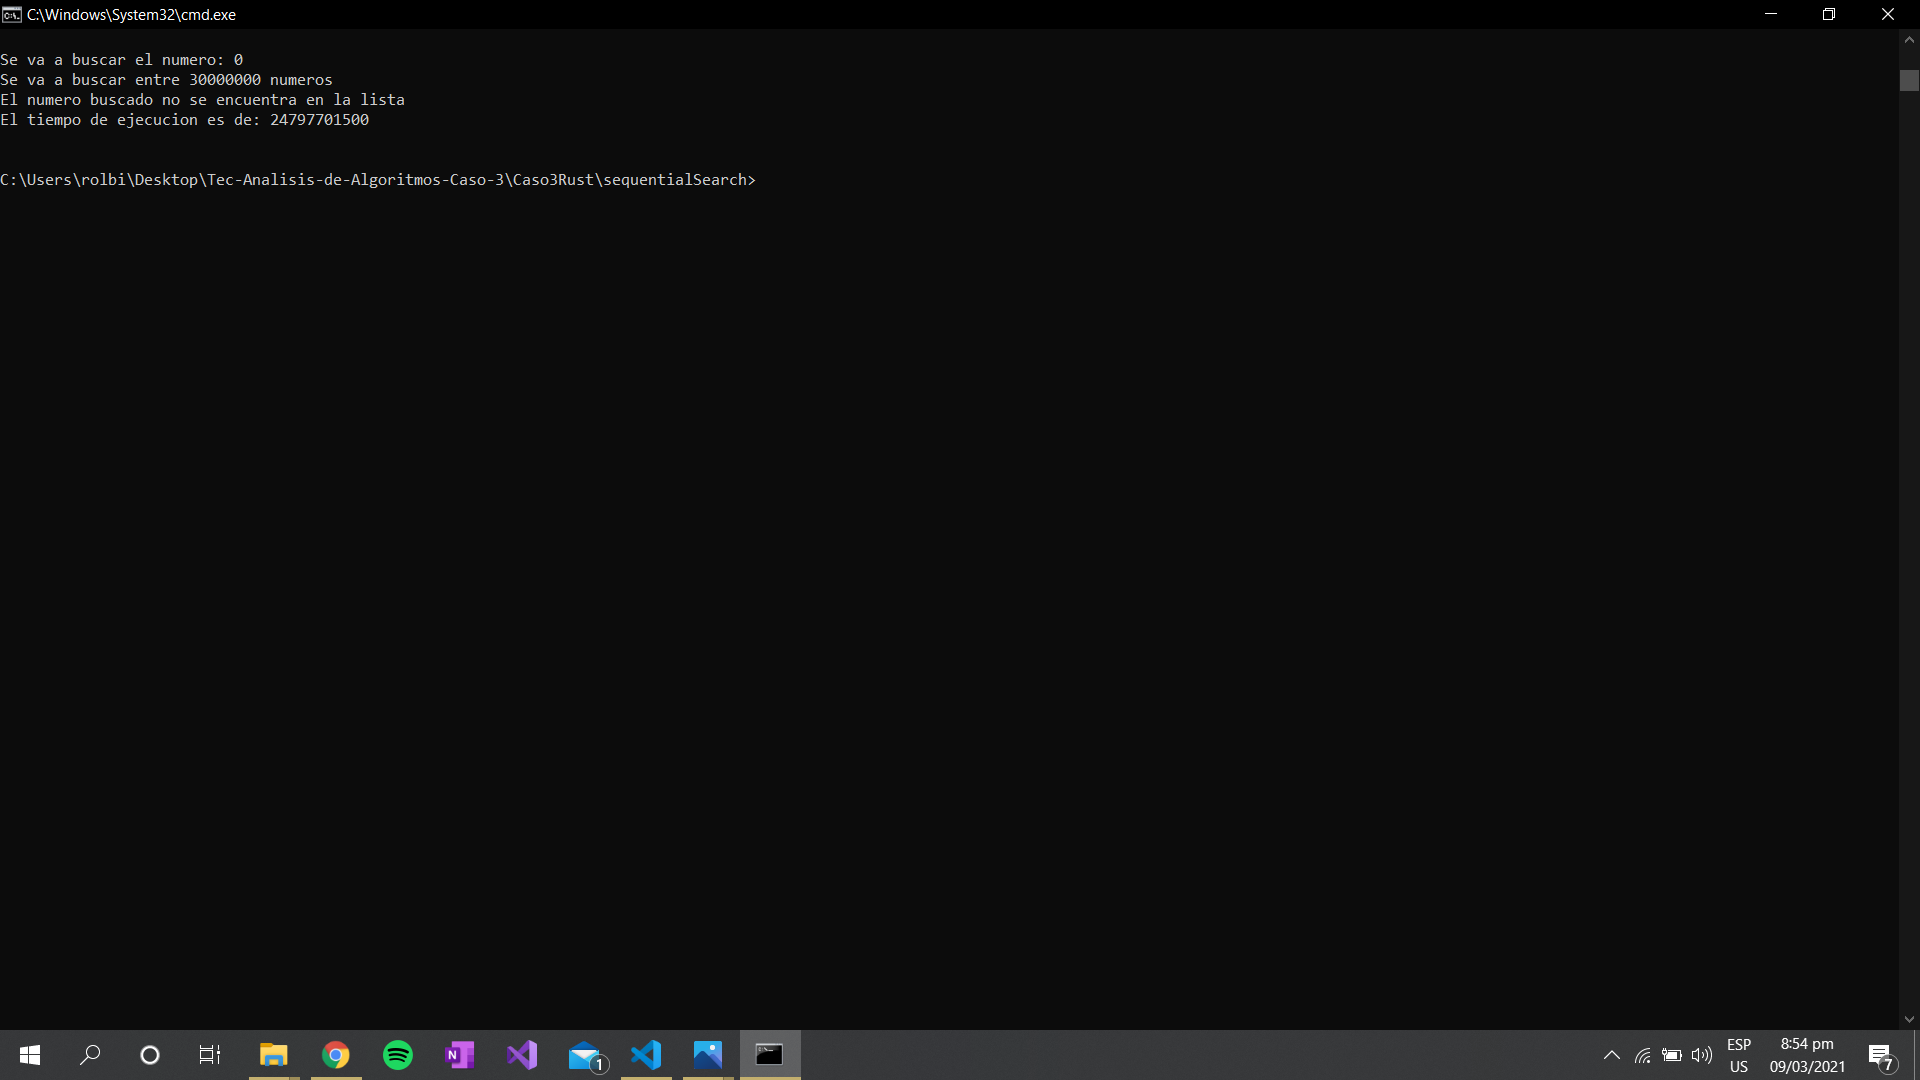 C:\Windows\System32\cmd.exe
Se va a buscar el numero: 0
Se va a buscar entre 30000000 numeros
El numero buscado no se encuentra en la lista
El tiempo de ejecucion es de: 24797701500
C:\Users\rolbi\Desktop\Tec-Analisis-de-Algoritmos-Caso-3\Caso3Rust\sequentialSearch>
1
ESP
US
8:54 pm
09/03/2021
7